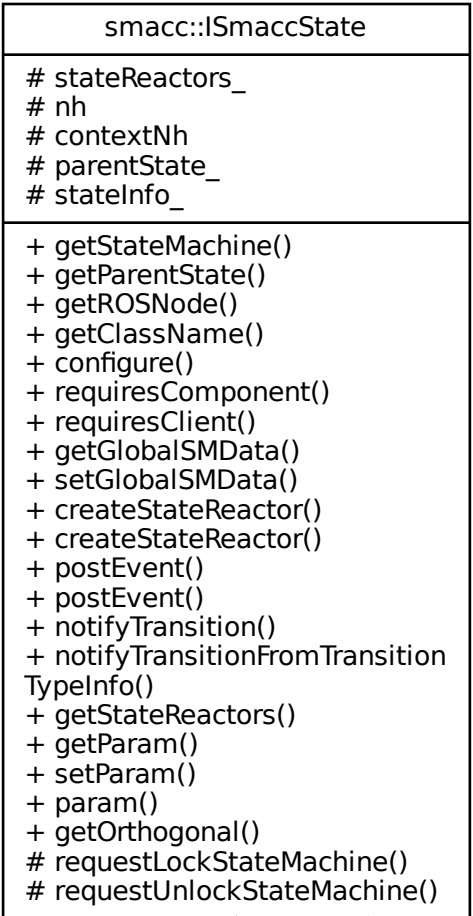 smacc::ISmaccState
# stateReactors_
# nh
# contextNh
# parentState_
# stateInfo_
+ getStateMachine()
+ getParentState()
+ getROSNode()
+ getClassName()
+ configure()
+ requiresComponent()
+ requiresClient()
+ getGlobalSMData()
+ setGlobalSMData()
+ createStateReactor()
+ createStateReactor()
+ postEvent()
+ postEvent()
+ notifyTransition()
+ notifyTransitionFromTransition
TypeInfo()
+ getStateReactors()
+ getParam()
+ setParam()
+ param()
+ getOrthogonal()
# requestLockStateMachine()
# requestUnlockStateMachine()